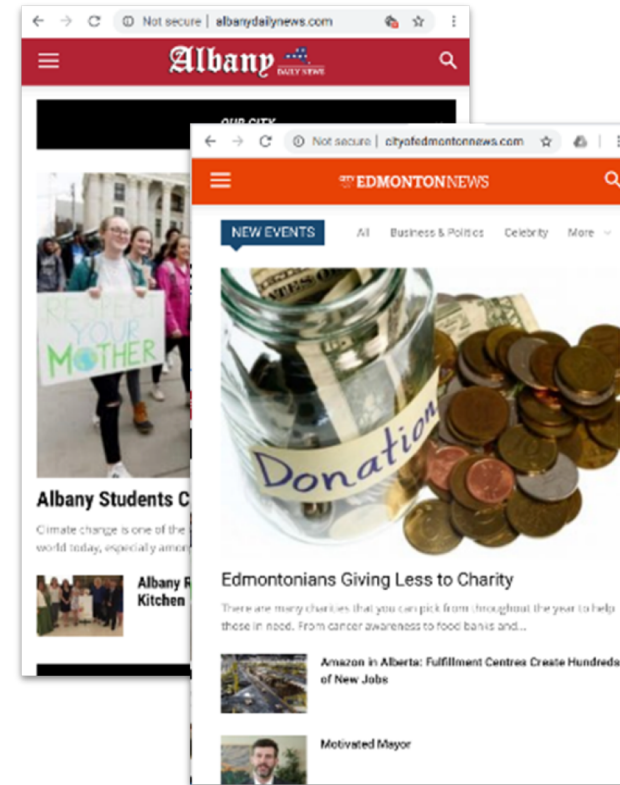 Not secure | albanydailynews.com
Albany
DAILY NEWS
OUR CITY
RESPECT
YOUR
MOTHER
Albany Students C
Climate change is one of the
world today, especially amon
Albany R
Kitchen
Not secure | cityofedmontonnews.com
CITY OF EDMONTONNEWS
NEW EVENTS All Business & Politics Celebrity More
Donation
Edmontonians Giving Less to Charity
There are many charities that you can pick from throughout the year to help
those in need. From cancer awareness to food banks and...
Amazon in Alberta: Fulfillment Centres Create Hundreds
of New Jobs
Motivated Mayor